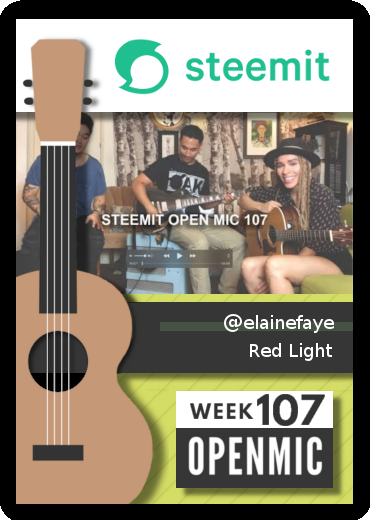 steemit
STEEMIT OPEN MIC 107
@elainefaye
Red Light
WEEK 107
OPENMIC